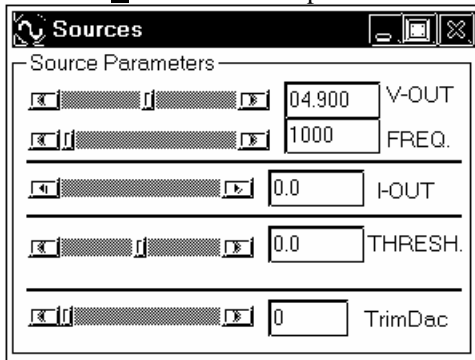 Sources
Source Parameters
04.900 V-OUT
1000 FREQ.
0.0 I-OUT
0.0 THRESH.
0 TrimDac